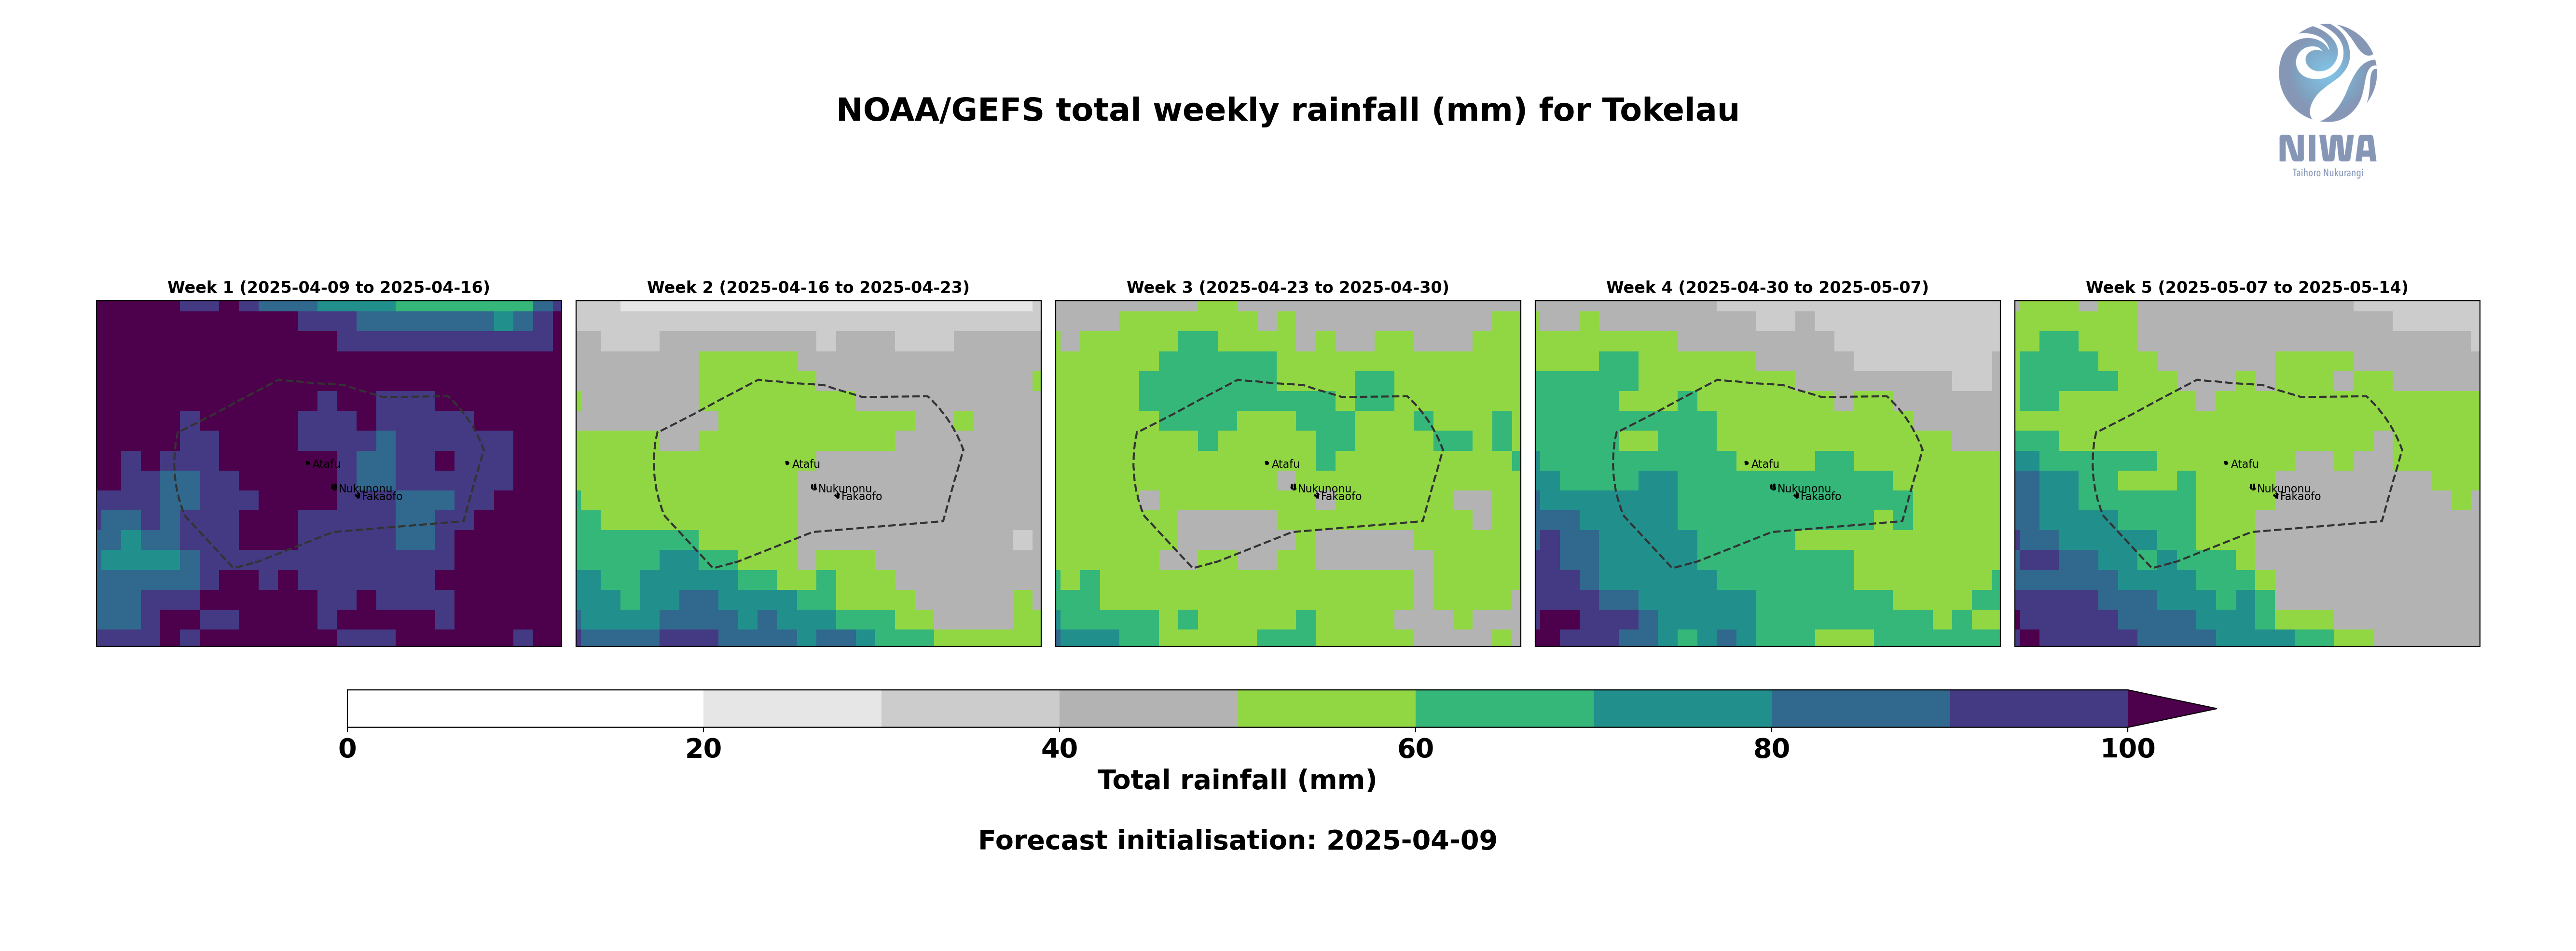 NOAA/GEFS total weekly rainfall (mm) for Tokelau
NIWA
Taihoro Nukurangi
Week 1 (2025-04-09 to 2025-04-16)
Week 2 (2025-04-16 to 2025-04-23)
Week 3 (2025-04-23 to 2025-04-30)
Week 4 (2025-04-30 to 2025-05-07)
Week 5 (2025-05-07 to 2025-05-14)
Atafu
Nukunonu
Fakaofo
Atafu
Nukunonu
Fakaofo
Atafu
Nukunonu
Fakaofo
Atafu
Nukunonu
Fakaofo
Atafu
Nukunonu
Fakaofo
0 20 40 60 80 100
Total rainfall (mm)
Forecast initialisation: 2025-04-09